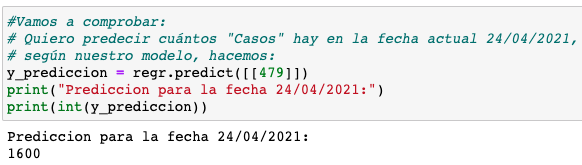 #Vamos a comprobar:
# Quiero predecir cuántos "Casos" hay en la fecha actual 24/04/2021,
# según nuestro modelo, hacemos:
y_prediccion = regr.predict([[479]])
print("Prediccion para la fecha 24/04/2021:")
print(int(y_prediccion))
Prediccion para la fecha 24/04/2021:
1600